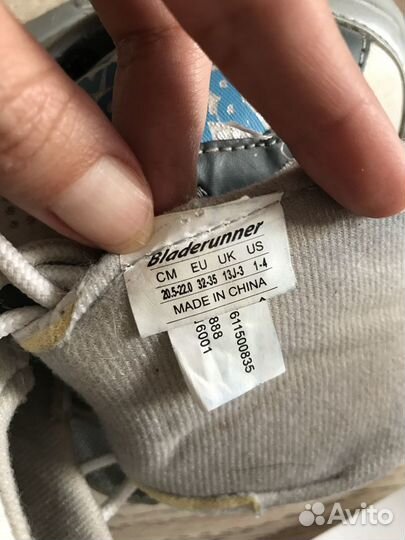 Bladerunner
CM EU UK US
20.5-22.0 32-35 13J-3 1-4
MADE IN CHINA
611500835
888
J6001
Avito